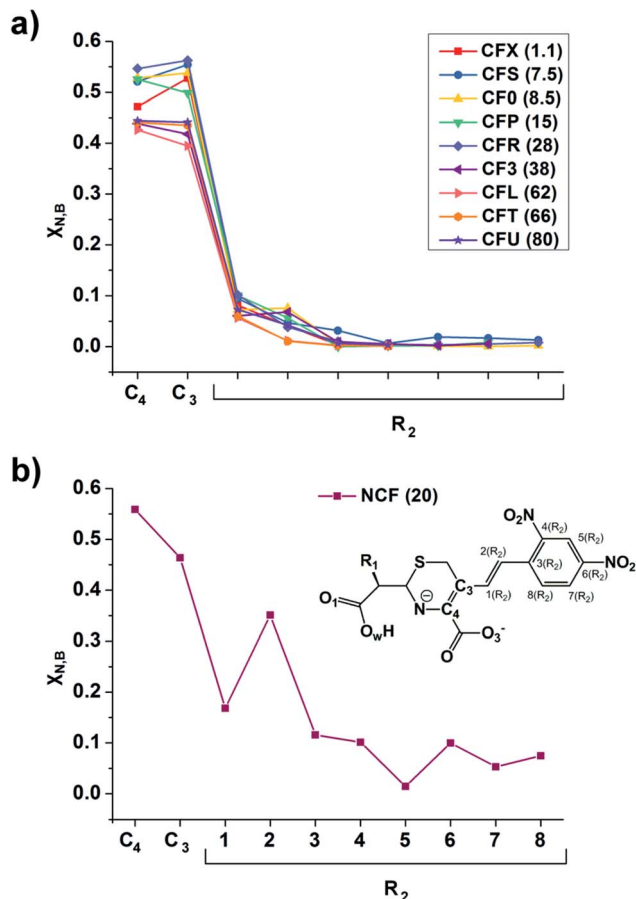 a)
0.6
0.5
0.4
0.3
0.2
0.1
0.0
X_N,B
CFX (1.1)
CFS (7.5)
CF0 (8.5)
CFP (15)
CFR (28)
CF3 (38)
CFL (62)
CFT (66)
CFU (80)
C₄ C₃
R₂
b)
0.6
0.5
0.4
0.3
0.2
0.1
0.0
X_N,B
NCF (20)
O₂N
4(R₂)
5(R₂)
NO₂
2(R₂)
3(R₂)
6(R₂)
R₁
S
C₃
1(R₂)
8(R₂)
7(R₂)
O₁
N
⊖
C₄
OwH
O
O₃⁻
C₄ C₃ 1 2 3 4 5 6 7 8
R₂